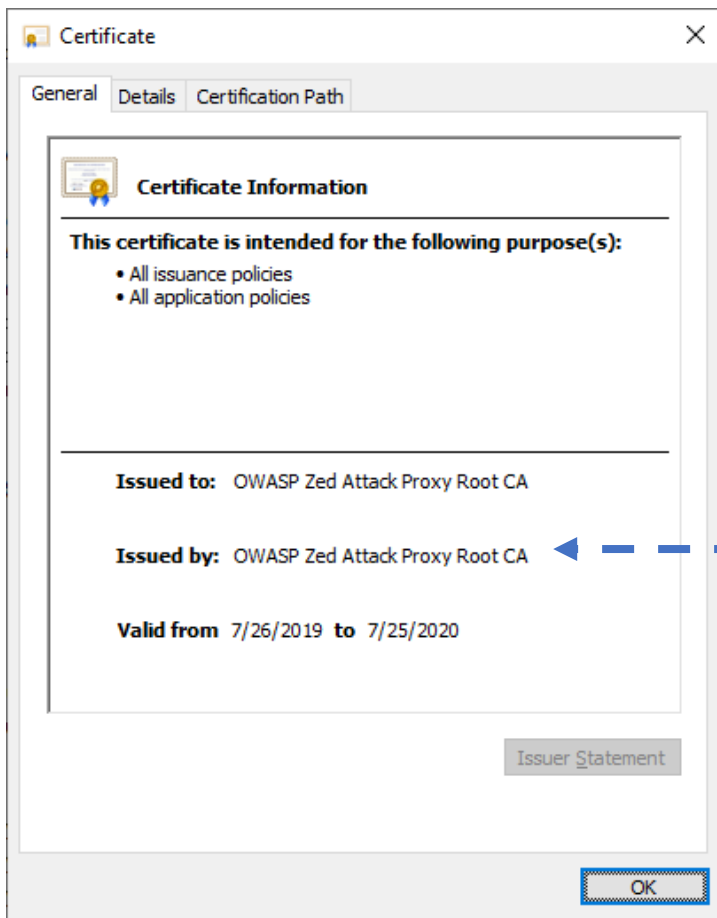 Certificate
General Details Certification Path
Certificate Information
This certificate is intended for the following purpose(s):
• All issuance policies
• All application policies
Issued to: OWASP Zed Attack Proxy Root CA
Issued by: OWASP Zed Attack Proxy Root CA
Valid from 7/26/2019 to 7/25/2020
Issuer Statement
OK